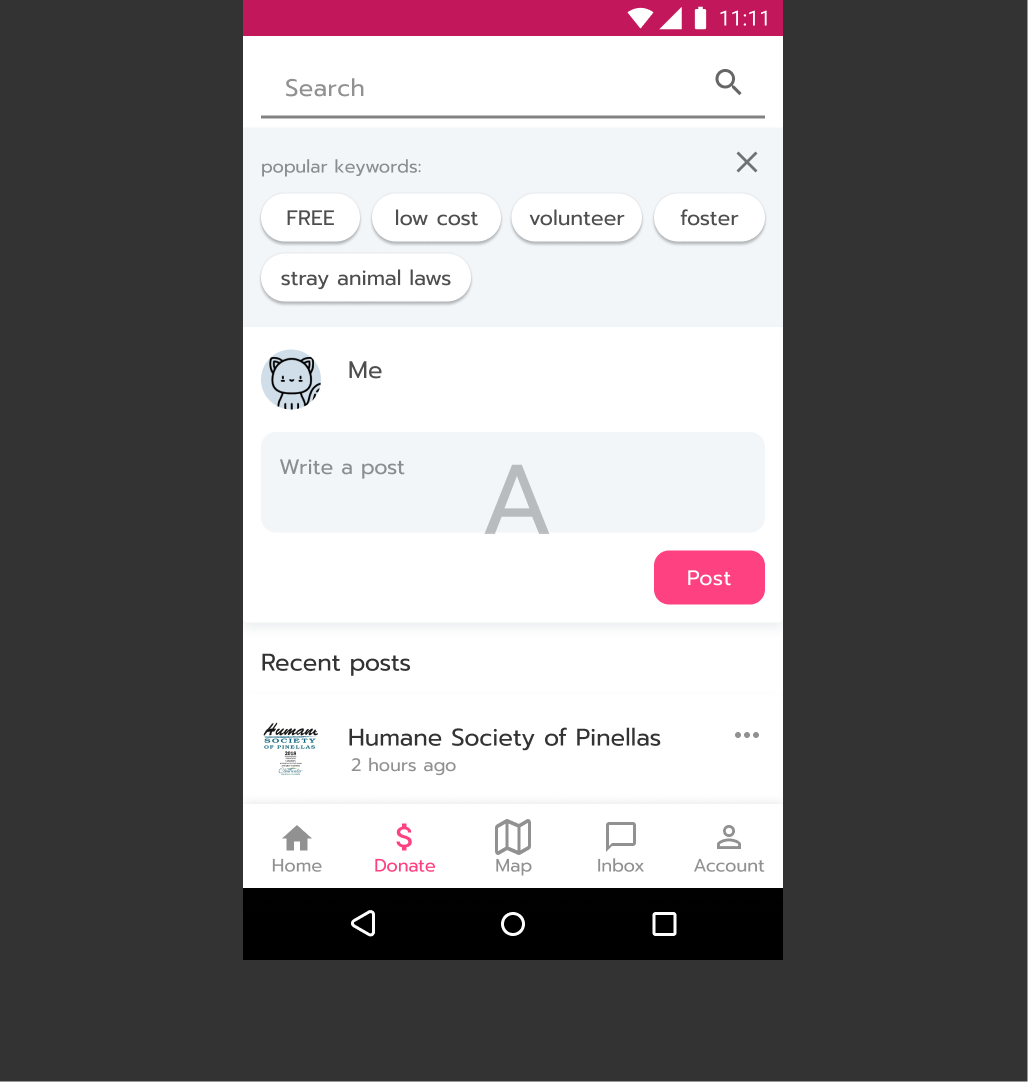 11:11
Search
popular keywords:
FREE low cost volunteer foster
stray animal laws
Me
Write a post
A
Post
Recent posts
Humane Society of Pinellas
2 hours ago
SOCIETY
OF PINELLAS
2018
Home Donate Map Inbox Account